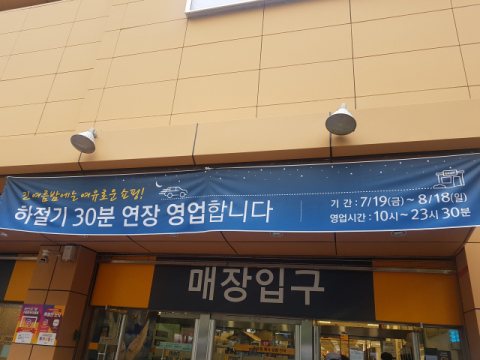 긴 여름밤에는 여유로운 쇼핑!
하절기 30분 연장 영업합니다
기 간 : 7/19(금) ~ 8/18(일)
영업시간 : 10시 ~ 23시 30분
매장입구